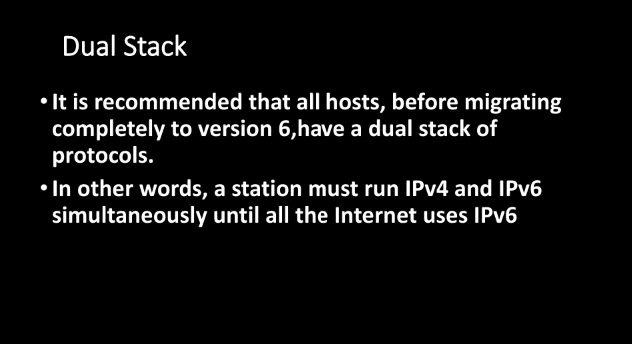 Dual Stack
• It is recommended that all hosts, before migrating
completely to version 6,have a dual stack of
protocols.
• In other words, a station must run IPv4 and IPv6
simultaneously until all the Internet uses IPv6